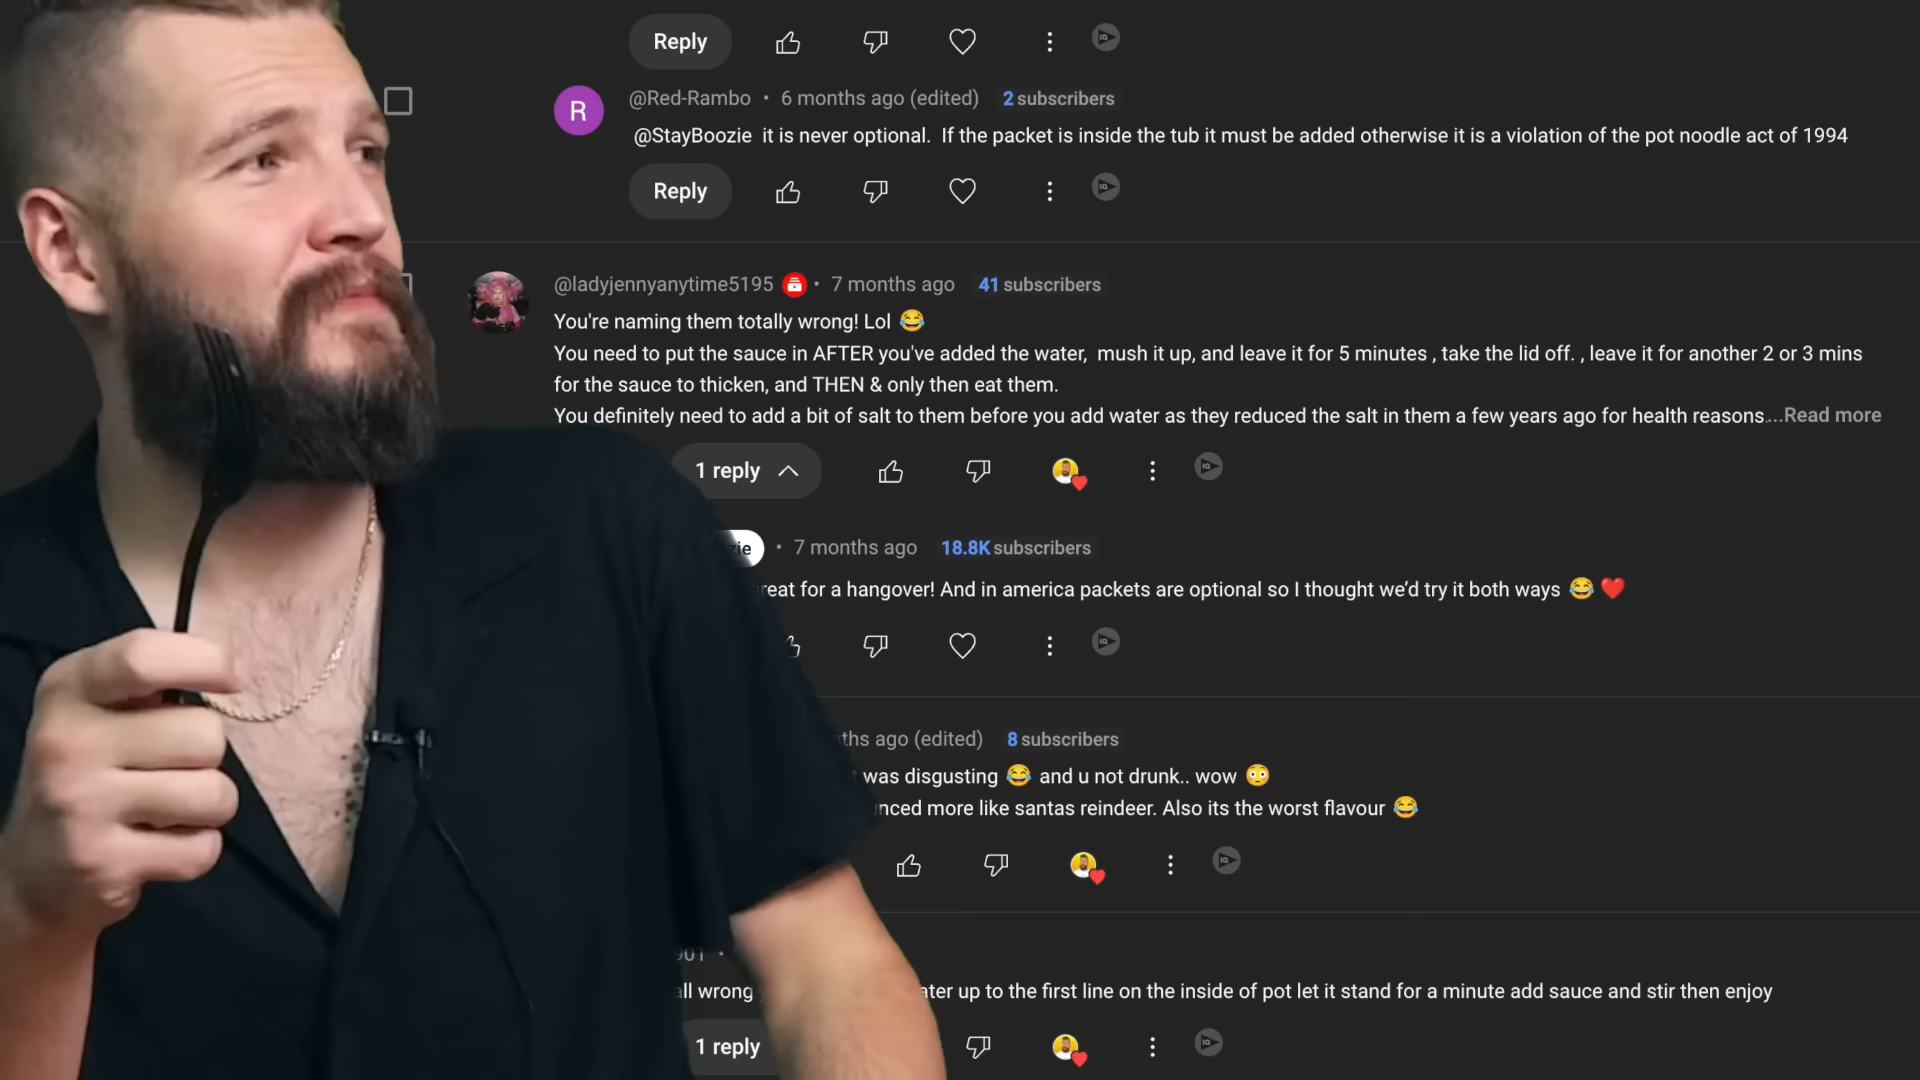 Reply
R
@Red-Rambo • 6 months ago (edited) 2 subscribers
@StayBoozie it is never optional. If the packet is inside the tub it must be added otherwise it is a violation of the pot noodle act of 1994
Reply
@ladyjennyanytime5195 • 7 months ago 41 subscribers
You're naming them totally wrong! Lol 😂
You need to put the sauce in AFTER you've added the water, mush it up, and leave it for 5 minutes , take the lid off. , leave it for another 2 or 3 mins
for the sauce to thicken, and THEN & only then eat them.
You definitely need to add a bit of salt to them before you add water as they reduced the salt in them a few years ago for health reasons....Read more
1 reply
• 7 months ago 18.8K subscribers
for a hangover! And in america packets are optional so I thought we'd try it both ways 😂 ❤️
ago (edited) 8 subscribers
was disgusting 😂 and u not drunk.. wow 😳
more like santas reindeer. Also its the worst flavour 😂
901 •
all wrong up to the first line on the inside of pot let it stand for a minute add sauce and stir then enjoy
1 reply